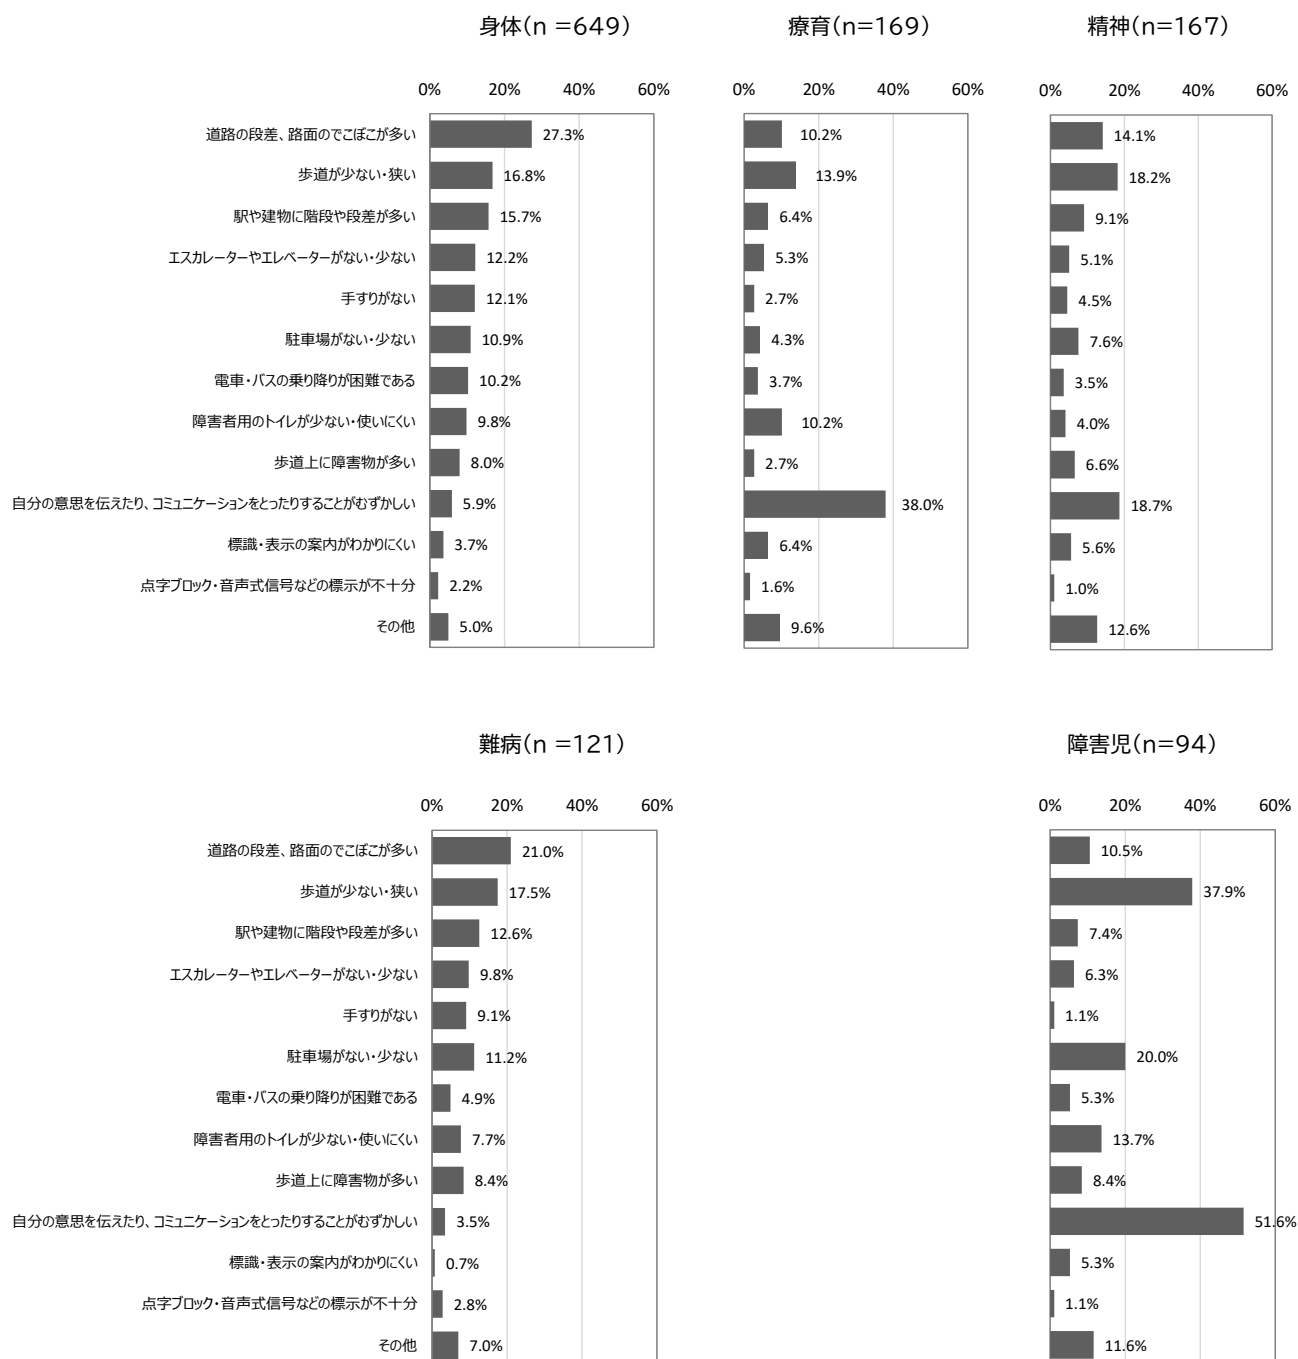 身体(n =649) 療育(n=169) 精神(n=167)
0% 20% 40% 60% 0% 20% 40% 60% 0% 20% 40% 60%
道路の段差、路面のでこぼこが多い 27.3% 10.2% 14.1%
歩道が少ない・狭い 16.8% 13.9% 18.2%
駅や建物に階段や段差が多い 15.7% 6.4% 9.1%
エスカレーターやエレベーターがない・少ない 12.2% 5.3% 5.1%
手すりがない 12.1% 2.7% 4.5%
駐車場がない・少ない 10.9% 4.3% 7.6%
電車・バスの乗り降りが困難である 10.2% 3.7% 3.5%
障害者用のトイレが少ない・使いにくい 9.8% 10.2% 4.0%
歩道上に障害物が多い 8.0% 2.7% 6.6%
自分の意思を伝えたり、コミュニケーションをとったりすることがむずかしい 5.9% 38.0% 18.7%
標識・表示の案内がわかりにくい 3.7% 6.4% 5.6%
点字ブロック・音声式信号などの標示が不十分 2.2% 1.6% 1.0%
その他 5.0% 9.6% 12.6%
難病(n =121) 障害児(n=94)
0% 20% 40% 60% 0% 20% 40% 60%
道路の段差、路面のでこぼこが多い 21.0% 10.5%
歩道が少ない・狭い 17.5% 37.9%
駅や建物に階段や段差が多い 12.6% 7.4%
エスカレーターやエレベーターがない・少ない 9.8% 6.3%
手すりがない 9.1% 1.1%
駐車場がない・少ない 11.2% 20.0%
電車・バスの乗り降りが困難である 4.9% 5.3%
障害者用のトイレが少ない・使いにくい 7.7% 13.7%
歩道上に障害物が多い 8.4% 8.4%
自分の意思を伝えたり、コミュニケーションをとったりすることがむずかしい 3.5% 51.6%
標識・表示の案内がわかりにくい 0.7% 5.3%
点字ブロック・音声式信号などの標示が不十分 2.8% 1.1%
その他 7.0% 11.6%